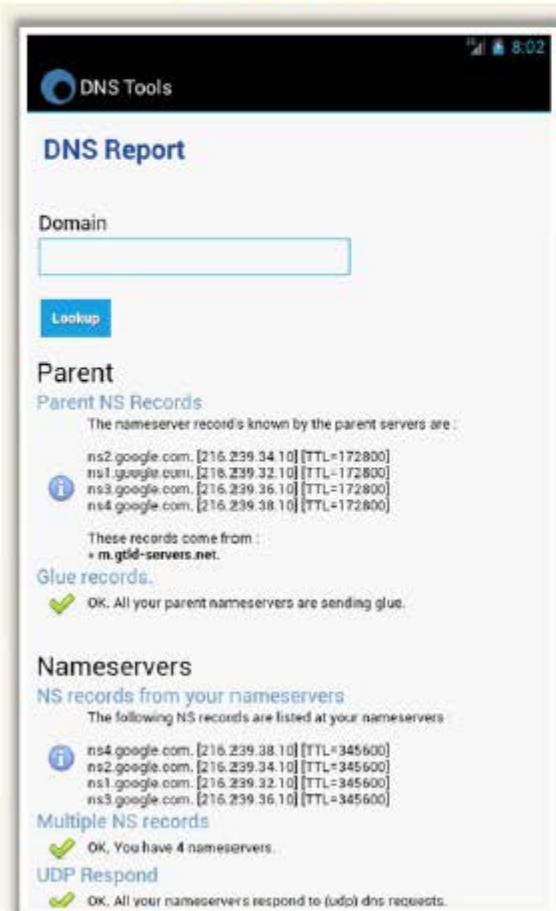 8:02
DNS Tools
DNS Report
Domain
Lookup
Parent
Parent NS Records
The nameserver record's known by the parent servers are :
ns2.google.com. [216.239.34.10] [TTL=172800]
ns1.google.com. [216.239.32.10] [TTL=172800]
ns3.google.com. [216.239.36.10] [TTL=172800]
ns4.google.com. [216.239.38.10] [TTL=172800]
These records come from :
• m.gtld-servers.net.
Glue records.
OK. All your parent nameservers are sending glue.
Nameservers
NS records from your nameservers
The following NS records are listed at your nameservers :
ns4.google.com. [216.239.38.10] [TTL=345600]
ns2.google.com. [216.239.34.10] [TTL=345600]
ns1.google.com. [216.239.32.10] [TTL=345600]
ns3.google.com. [216.239.36.10] [TTL=345600]
Multiple NS records
OK. You have 4 nameservers.
UDP Respond
OK. All your nameservers respond to (udp) dns requests.